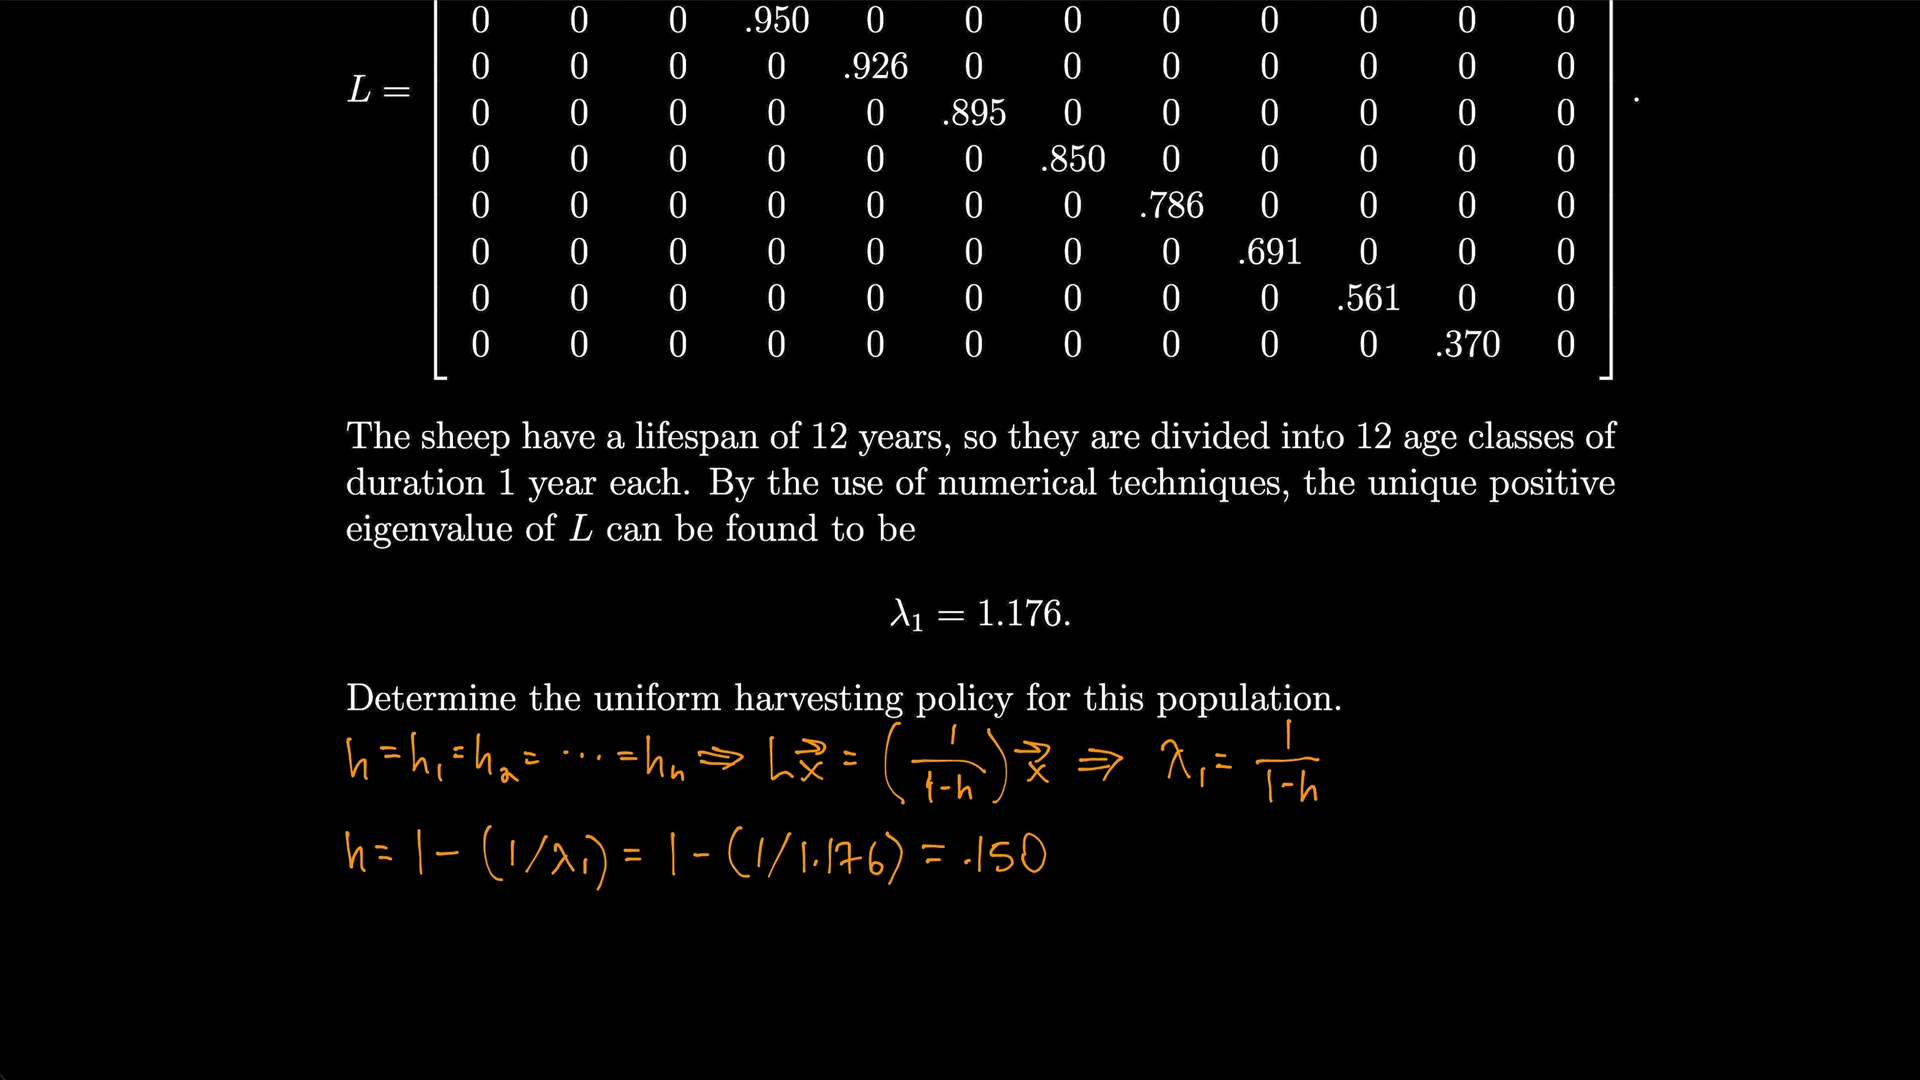 0 0 0 .950 0 0 0 0 0 0 0 0
0 0 0 0 .926 0 0 0 0 0 0 0
L =
0 0 0 0 0 .895 0 0 0 0 0 0 .
0 0 0 0 0 0 .850 0 0 0 0 0
0 0 0 0 0 0 0 .786 0 0 0 0
0 0 0 0 0 0 0 0 .691 0 0 0
0 0 0 0 0 0 0 0 0 .561 0 0
0 0 0 0 0 0 0 0 0 0 .370 0
The sheep have a lifespan of 12 years, so they are divided into 12 age classes of
duration 1 year each. By the use of numerical techniques, the unique positive
eigenvalue of L can be found to be
λ₁ = 1.176.
Determine the uniform harvesting policy for this population.
h = h₁ = h₂ = ⋯ = hₙ ⇒ Lx⃗ = (1/(1-h)) x⃗ ⇒ λ₁ = 1/(1-h)
h = 1 - (1/λ₁) = 1 - (1/1.176) = .150